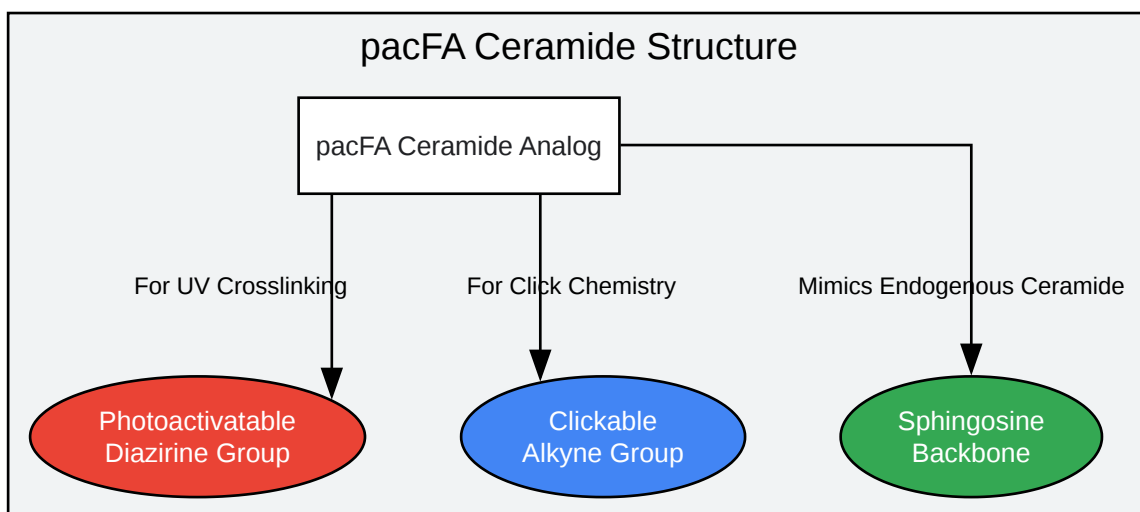 pacFA Ceramide Structure
pacFA Ceramide Analog
For UV Crosslinking
For Click Chemistry
Mimics Endogenous Ceramide
Photoactivatable
Diazirine Group
Clickable
Alkyne Group
Sphingosine
Backbone